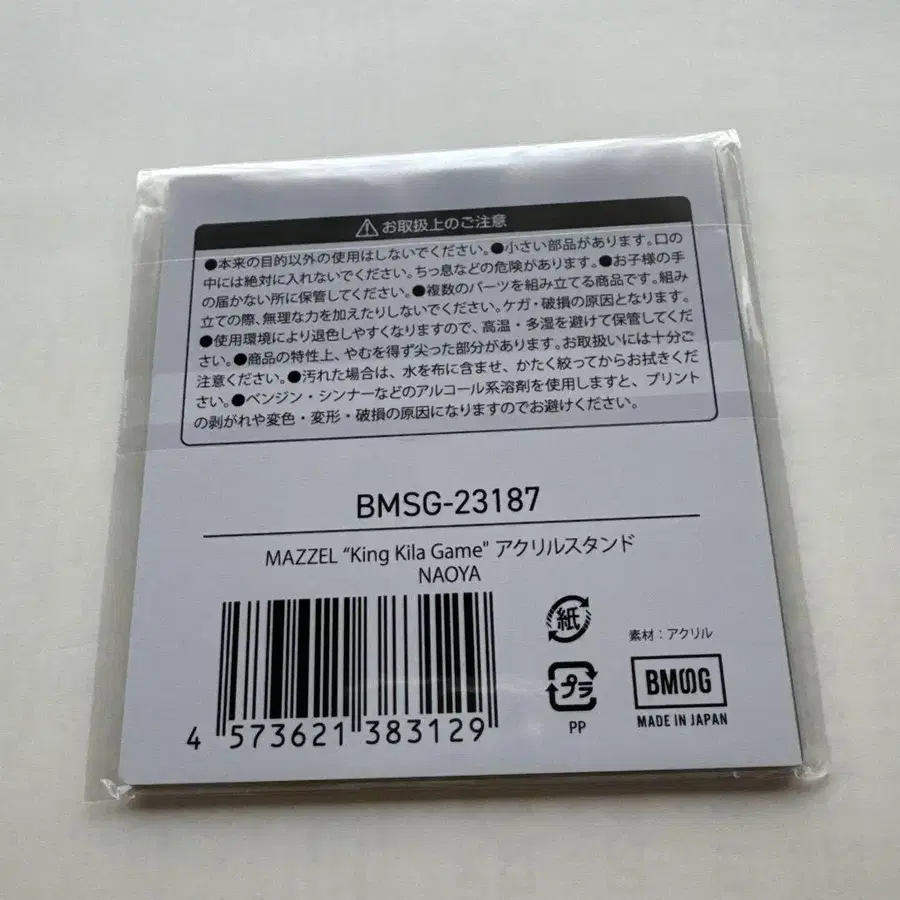 ⚠お取扱上のご注意
●本来の目的以外の使用はしないでください。●小さい部品があります。口の
中には絶対に入れないでください。ちっ息などの危険があります。●お子様の手
の届かない所に保管してください。●複数のパーツを組み立てる商品です。組み
立ての際、無理な力を加えたりしないでください。ケガ・破損の原因となります。
●使用環境により退色しやすくなりますので、高温・多湿を避けて保管してくだ
さい。●商品の特性上、やむを得ず尖った部分があります。お取扱いには十分ご
注意ください。●汚れた場合は、水を布に含ませ、かたく絞ってからお拭きくだ
さい。●ベンジン・シンナーなどのアルコール系溶剤を使用しますと、プリント
の剥がれや変色・変形・破損の原因になりますのでお避けください。
BMSG-23187
MAZZEL “King Kila Game" アクリルスタンド
NAOYA
紙
素材：アクリル
プラ
PP
BMSG
MADE IN JAPAN
4 573621 383129